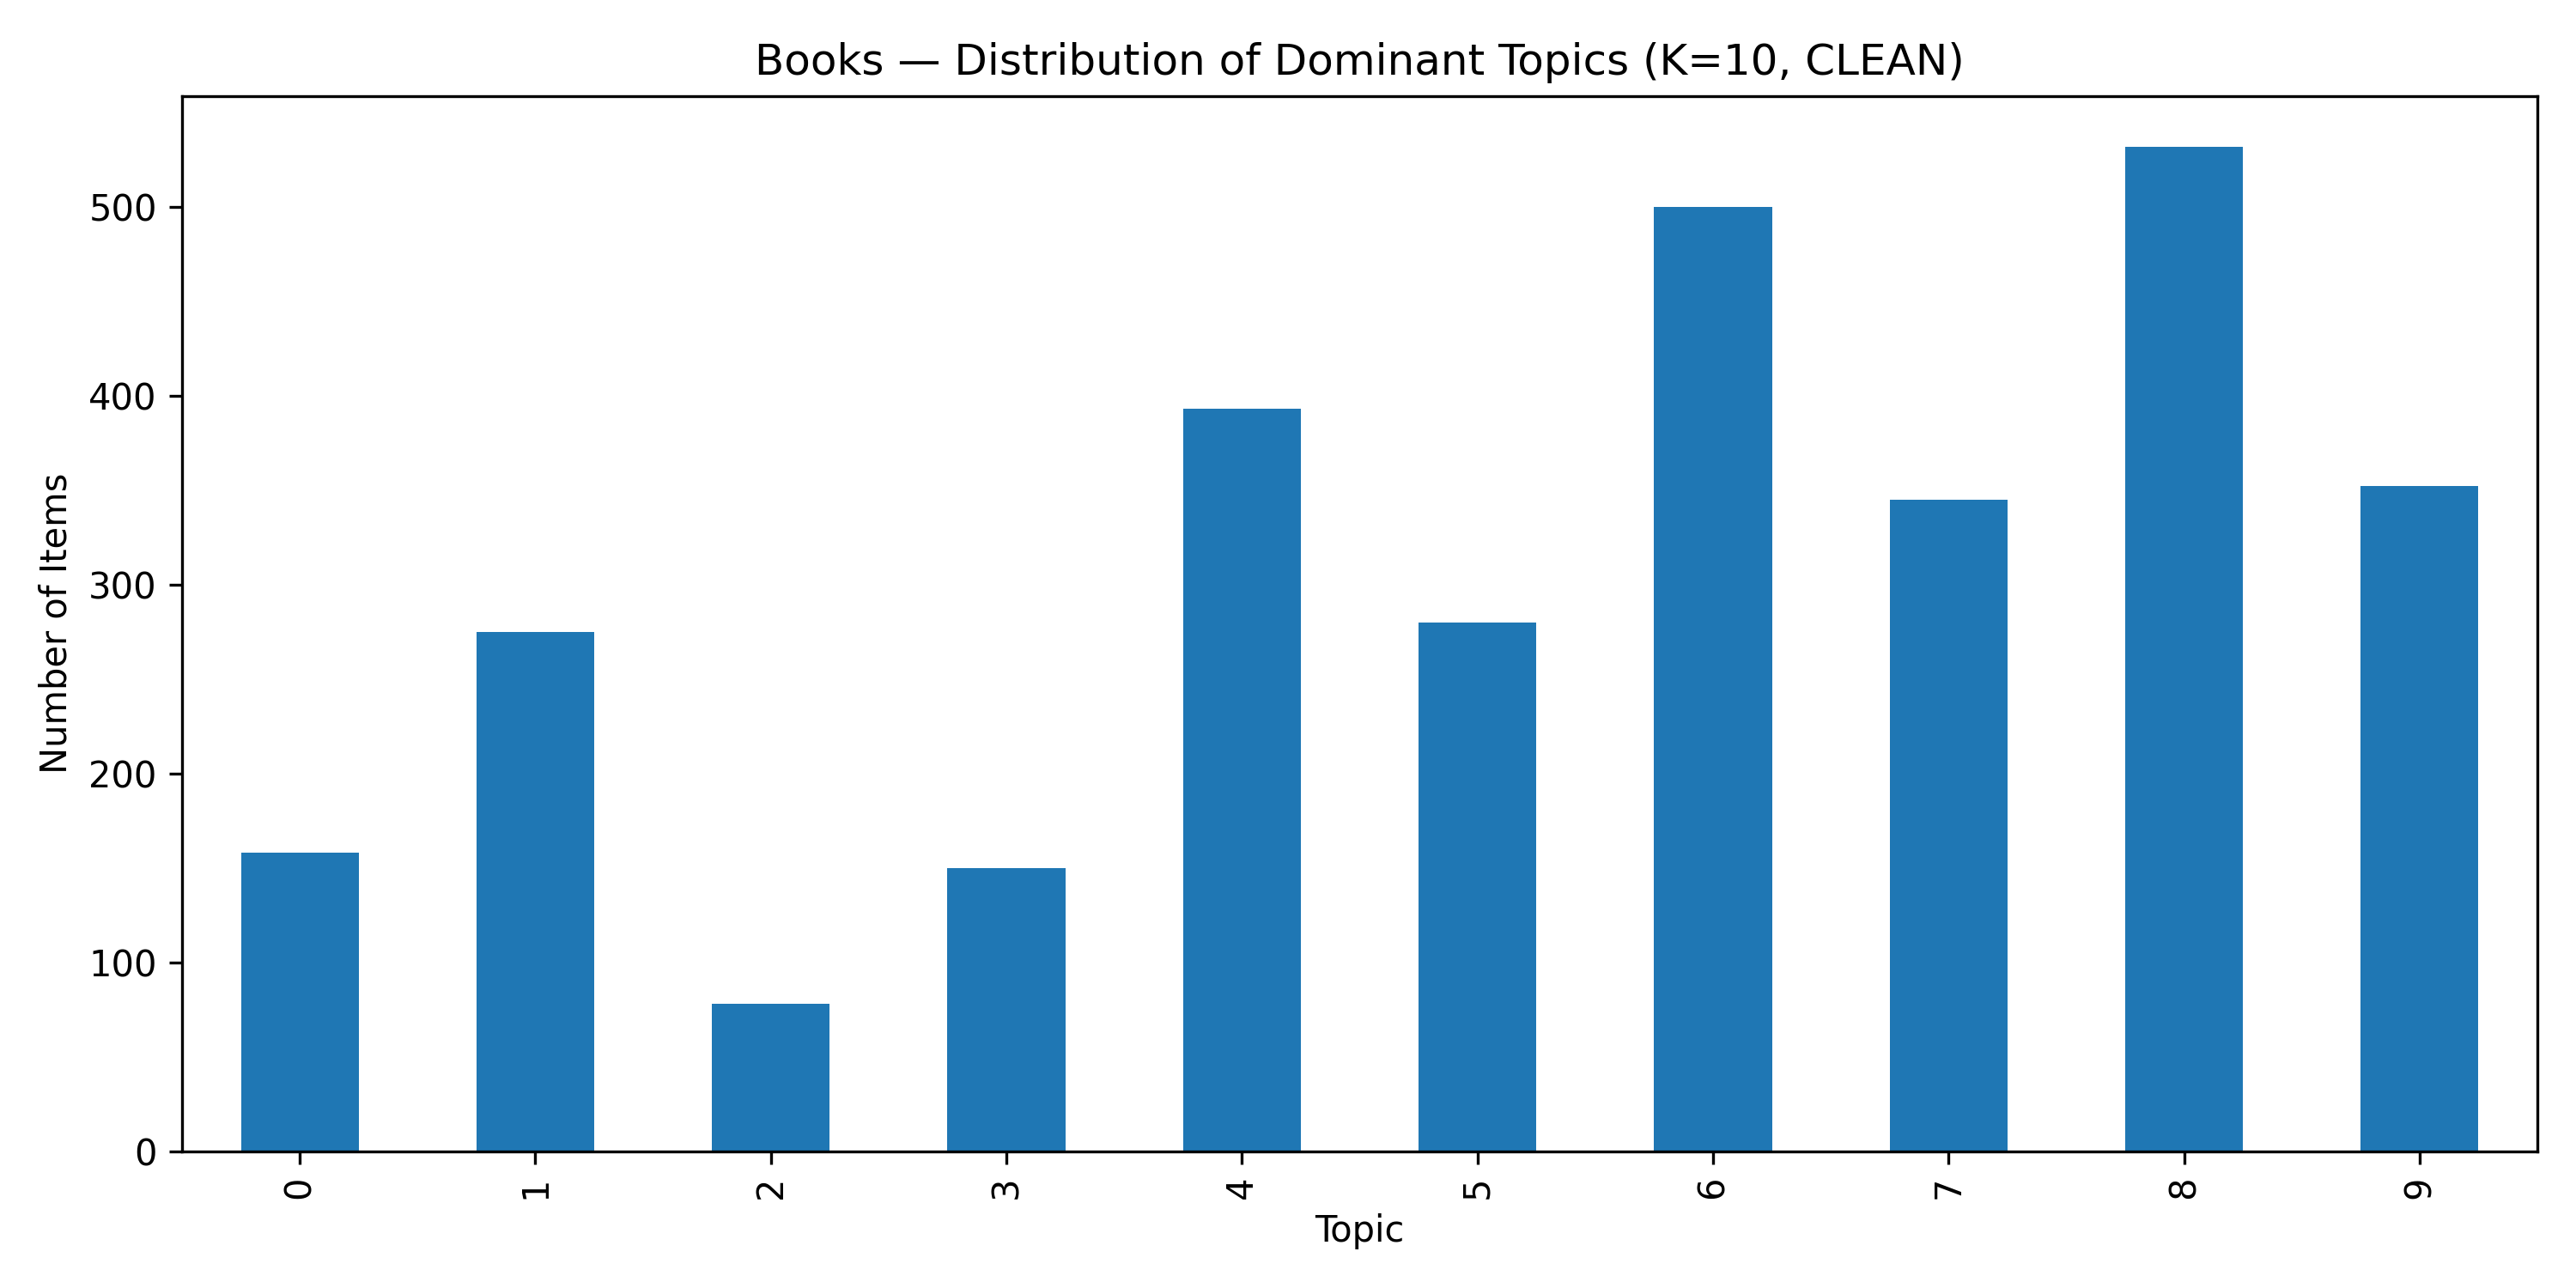 Books — Distribution of Dominant Topics (K=10, CLEAN)
500
400
300
200
100
0
Number of Items
0 1 2 3 4 5 6 7 8 9
Topic